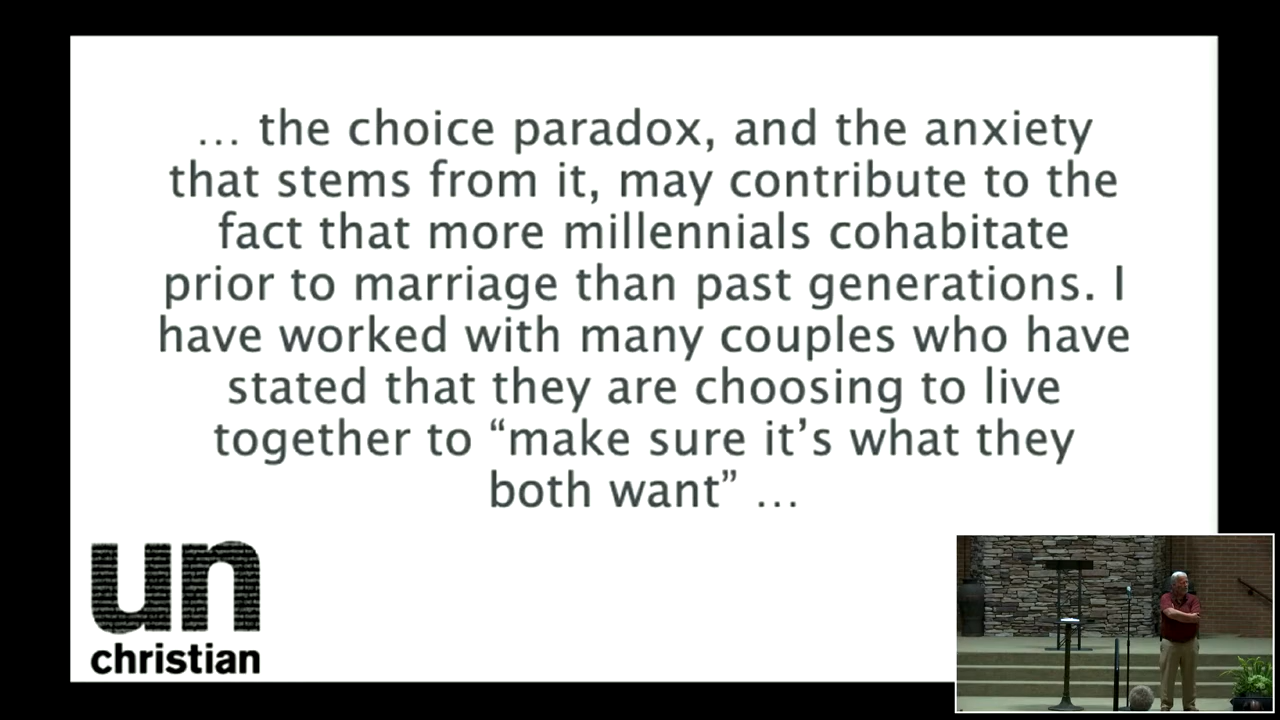 … the choice paradox, and the anxiety
that stems from it, may contribute to the
fact that more millennials cohabitate
prior to marriage than past generations. I
have worked with many couples who have
stated that they are choosing to live
together to “make sure it’s what they
both want” …
un
christian